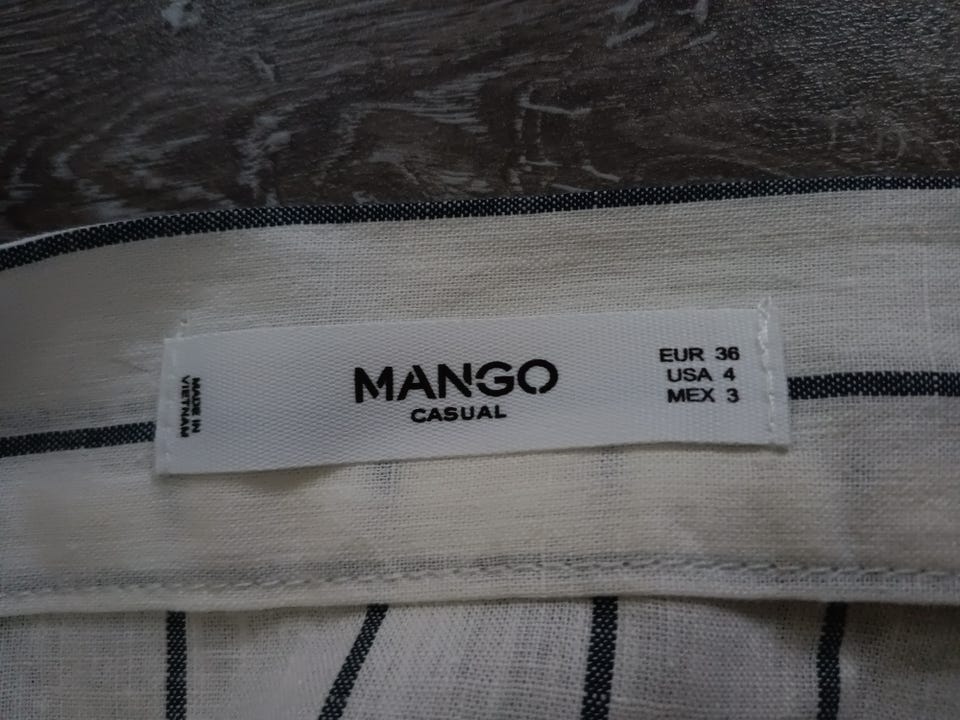 MADE IN
VIETNAM
MANGO
CASUAL
EUR 36
USA 4
MEX 3